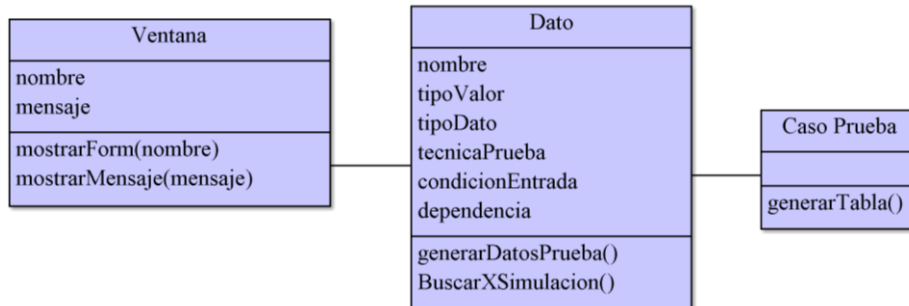 Ventana
nombre
mensaje
mostrarForm(nombre)
mostrarMensaje(mensaje)
Dato
nombre
tipoValor
tipoDato
tecnicaPrueba
condicionEntrada
dependencia
generarDatosPrueba()
BuscarXSimulacion()
Caso Prueba
generarTabla()